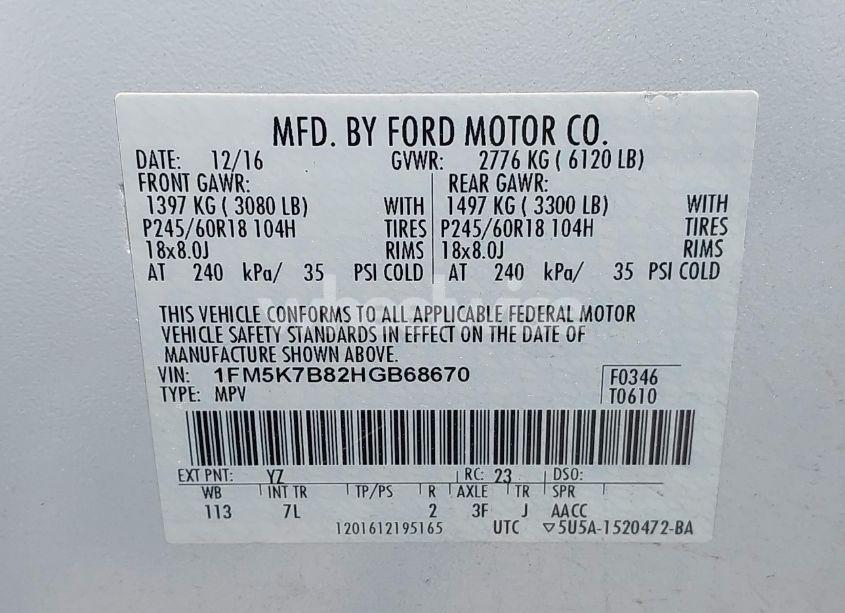 MFD. BY FORD MOTOR CO.
DATE: 12/16 GVWR: 2776 KG ( 6120 LB)
FRONT GAWR: REAR GAWR:
1397 KG ( 3080 LB) WITH 1497 KG ( 3300 LB) WITH
P245/60R18 104H TIRES P245/60R18 104H TIRES
18x8.0J RIMS 18x8.0J RIMS
AT 240 kPa/ 35 PSI COLD AT 240 kPa/ 35 PSI COLD
THIS VEHICLE CONFORMS TO ALL APPLICABLE FEDERAL MOTOR
VEHICLE SAFETY STANDARDS IN EFFECT ON THE DATE OF
MANUFACTURE SHOWN ABOVE.
VIN: 1FM5K7B82HGB68670 F0346
TYPE: MPV T0610
EXT PNT: YZ RC: 23 DSO:
WB INT TR TP/PS R AXLE TR SPR
113 7L 2 3F J AACC
1201612195165 UTC ▽5U5A-1520472-BA